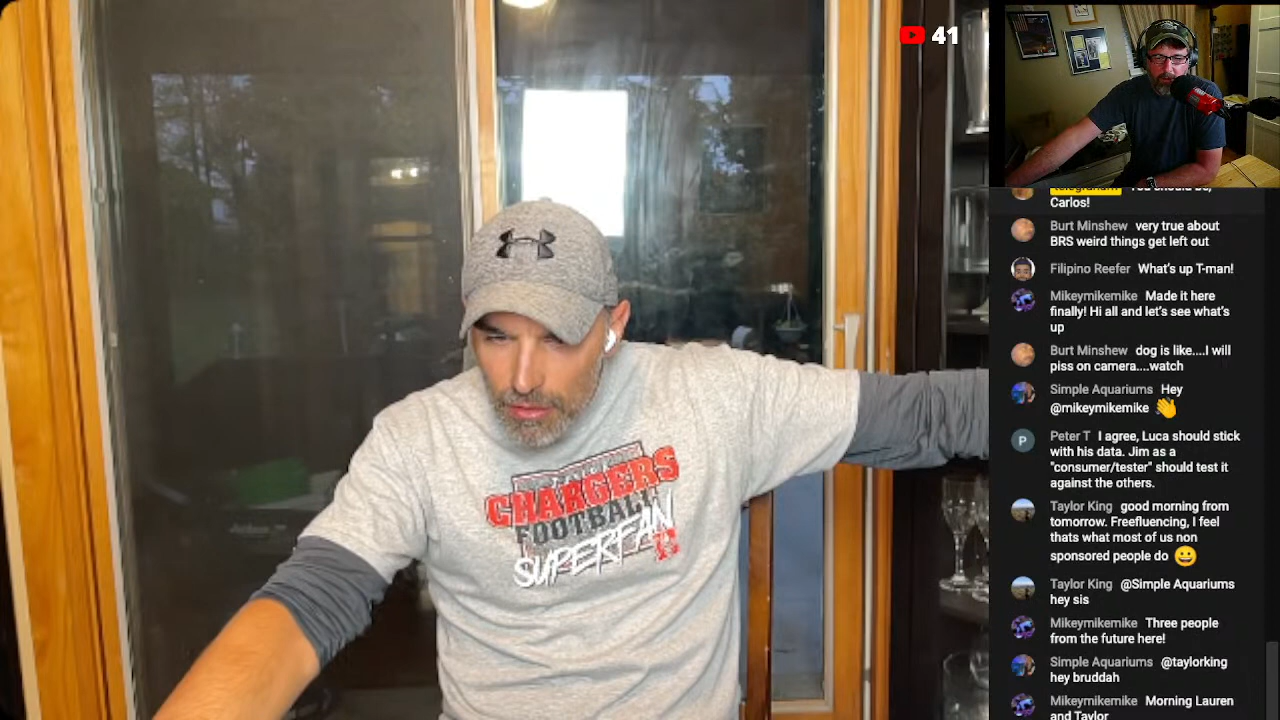 41
CHARGERS
FOOTBALL
SUPERFAN
Carlos!
Burt Minshew very true about
BRS weird things get left out
Filipino Reefer What's up T-man!
Mikeymikemike Made it here
finally! Hi all and let's see what's
up
Burt Minshew dog is like....I will
piss on camera....watch
Simple Aquariums Hey
@mikeymikemike 👋
P Peter T I agree, Luca should stick
with his data. Jim as a
"consumer/tester" should test it
against the others.
Taylor King good morning from
tomorrow. Freefluencing, I feel
thats what most of us non
sponsored people do 😀
Taylor King @Simple Aquariums
hey sis
Mikeymikemike Three people
from the future here!
Simple Aquariums @taylorking
hey bruddah
Mikeymikemike Morning Lauren
and Taylor